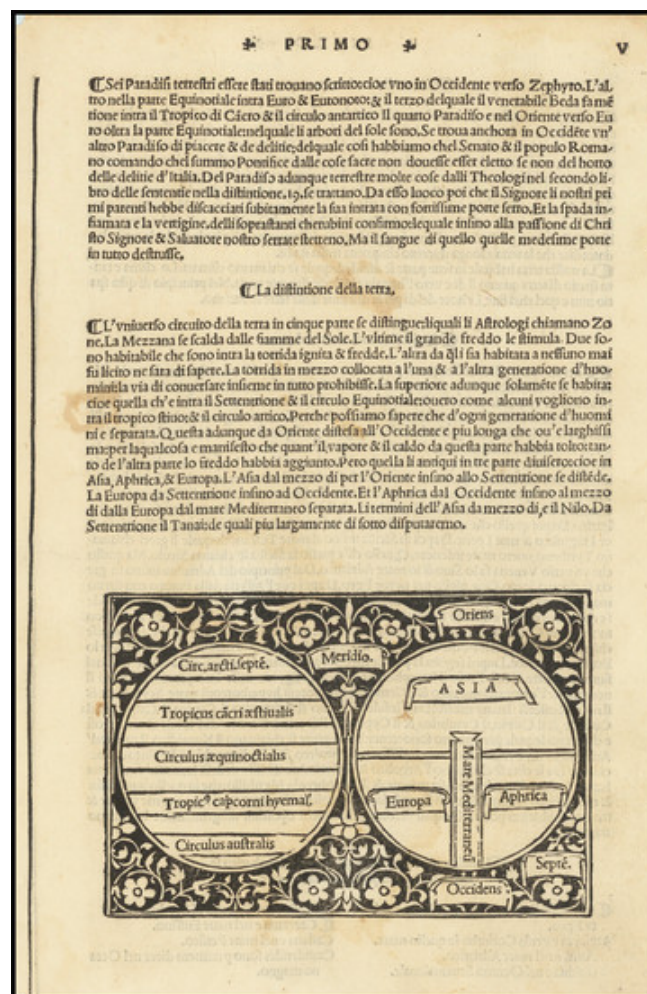 PRIMO V
⸿ Sei Paradisi terrestri essere stati trouano scritto:cioe vno in Occidente verso Zephyro.L'al
tro nella parte Equinotiale intra Euro & Euronoto:& il terzo delquale il venerabile Beda fa mẽ
tione intra il Tropico di Cãcro & il circulo antartico Il quarto Paradiso e nel Oriente verso Eu
ro oltra la parte Equinotiale:nelquale li arbori del sole sono. Se troua anchora in Occidẽte vn'
altro Paradiso di piacere & de delitie:delquale cosi habbiamo chel Senato & il populo Roma-
no comando chel summo Pontifice dalle cose sacre non douesse esser eletto se non del horto
delle delitie d'Italia. Del Paradiso adunque terrestre molte cose dalli Theologi nel secondo li
bro delle sententie nella distintione.19.se trattano. Da esso luoco poi che il Signore li nostri pri
mi parenti hebbe discacciati subitamente la sua intrata con fortissime porte serro. Et la spada in-
fiamata e la vertigine.delli soprastanti cherubini confirmo:lequale insino alla passione di Chri
sto Signore & Saluatore nostro serrate stetteno. Ma il sangue di quello quelle medesime porte
in tutto destrusse.
⸿ La distintione della terra.
⸿ L'vniuerso circuito della terra in cinque parte se distingue:liquali li Astrologi chiamano Zo
ne. La Mezzana se scalda dalle fiamme del Sole. L'vltime il grande freddo le stimula. Due so-
no habitabile che sono intra la torrida ignita & fredde. L'altra da q̃li sia habitata a nessuno mai
fu licito ne sara di sapere. La torrida in mezzo collocata a l'una & a l'altra generatione d'huo-
mini:la via di conuersare insieme in tutto prohibisse. La superiore adunque solamẽte se habita:
cioe quella ch'e intra il Settentrione & il circulo Equinotiale:ouero come alcuni vogliono in-
tra il tropico stiuo:& il circulo artico. Perche possiamo sapere che d'ogni generatione d'huomi
ni e separata. Questa adunque da Oriente distesa all'Occidente e piu longa che ou'e larghissi
ma:per laqualcosa e manifesto che quant'il vapore & il caldo da questa parte habbia tolto:tan-
to de l'altra parte lo freddo habbia aggiunto. Pero quella li antiqui in tre parte diuisero:cioe in
Asia, Aphrica, & Europa. L'Asia dal mezzo di per l'Oriente insino allo Settentrione se distẽde.
La Europa da Settentrione insino ad Occidente. Et l'Aphrica dal Occidente insino al mezzo
di dalla Europa dal mare Mediterraneo separata. Li termini dell'Asia da mezzo di,e il Nilo. Da
Settentrione il Tanai:de quali piu largamente di sotto disputaremo.
Oriens
Meridio.
Circ.arcti.septẽ.
Tropicus cãcri æstiualis
Circulus æquinoctialis
Tropicꝰ cap̃corni hyemal̃.
Circulus australis
ASIA
Mare Mediterraneũ
Europa
Aphrica
Septẽ.
Occidens